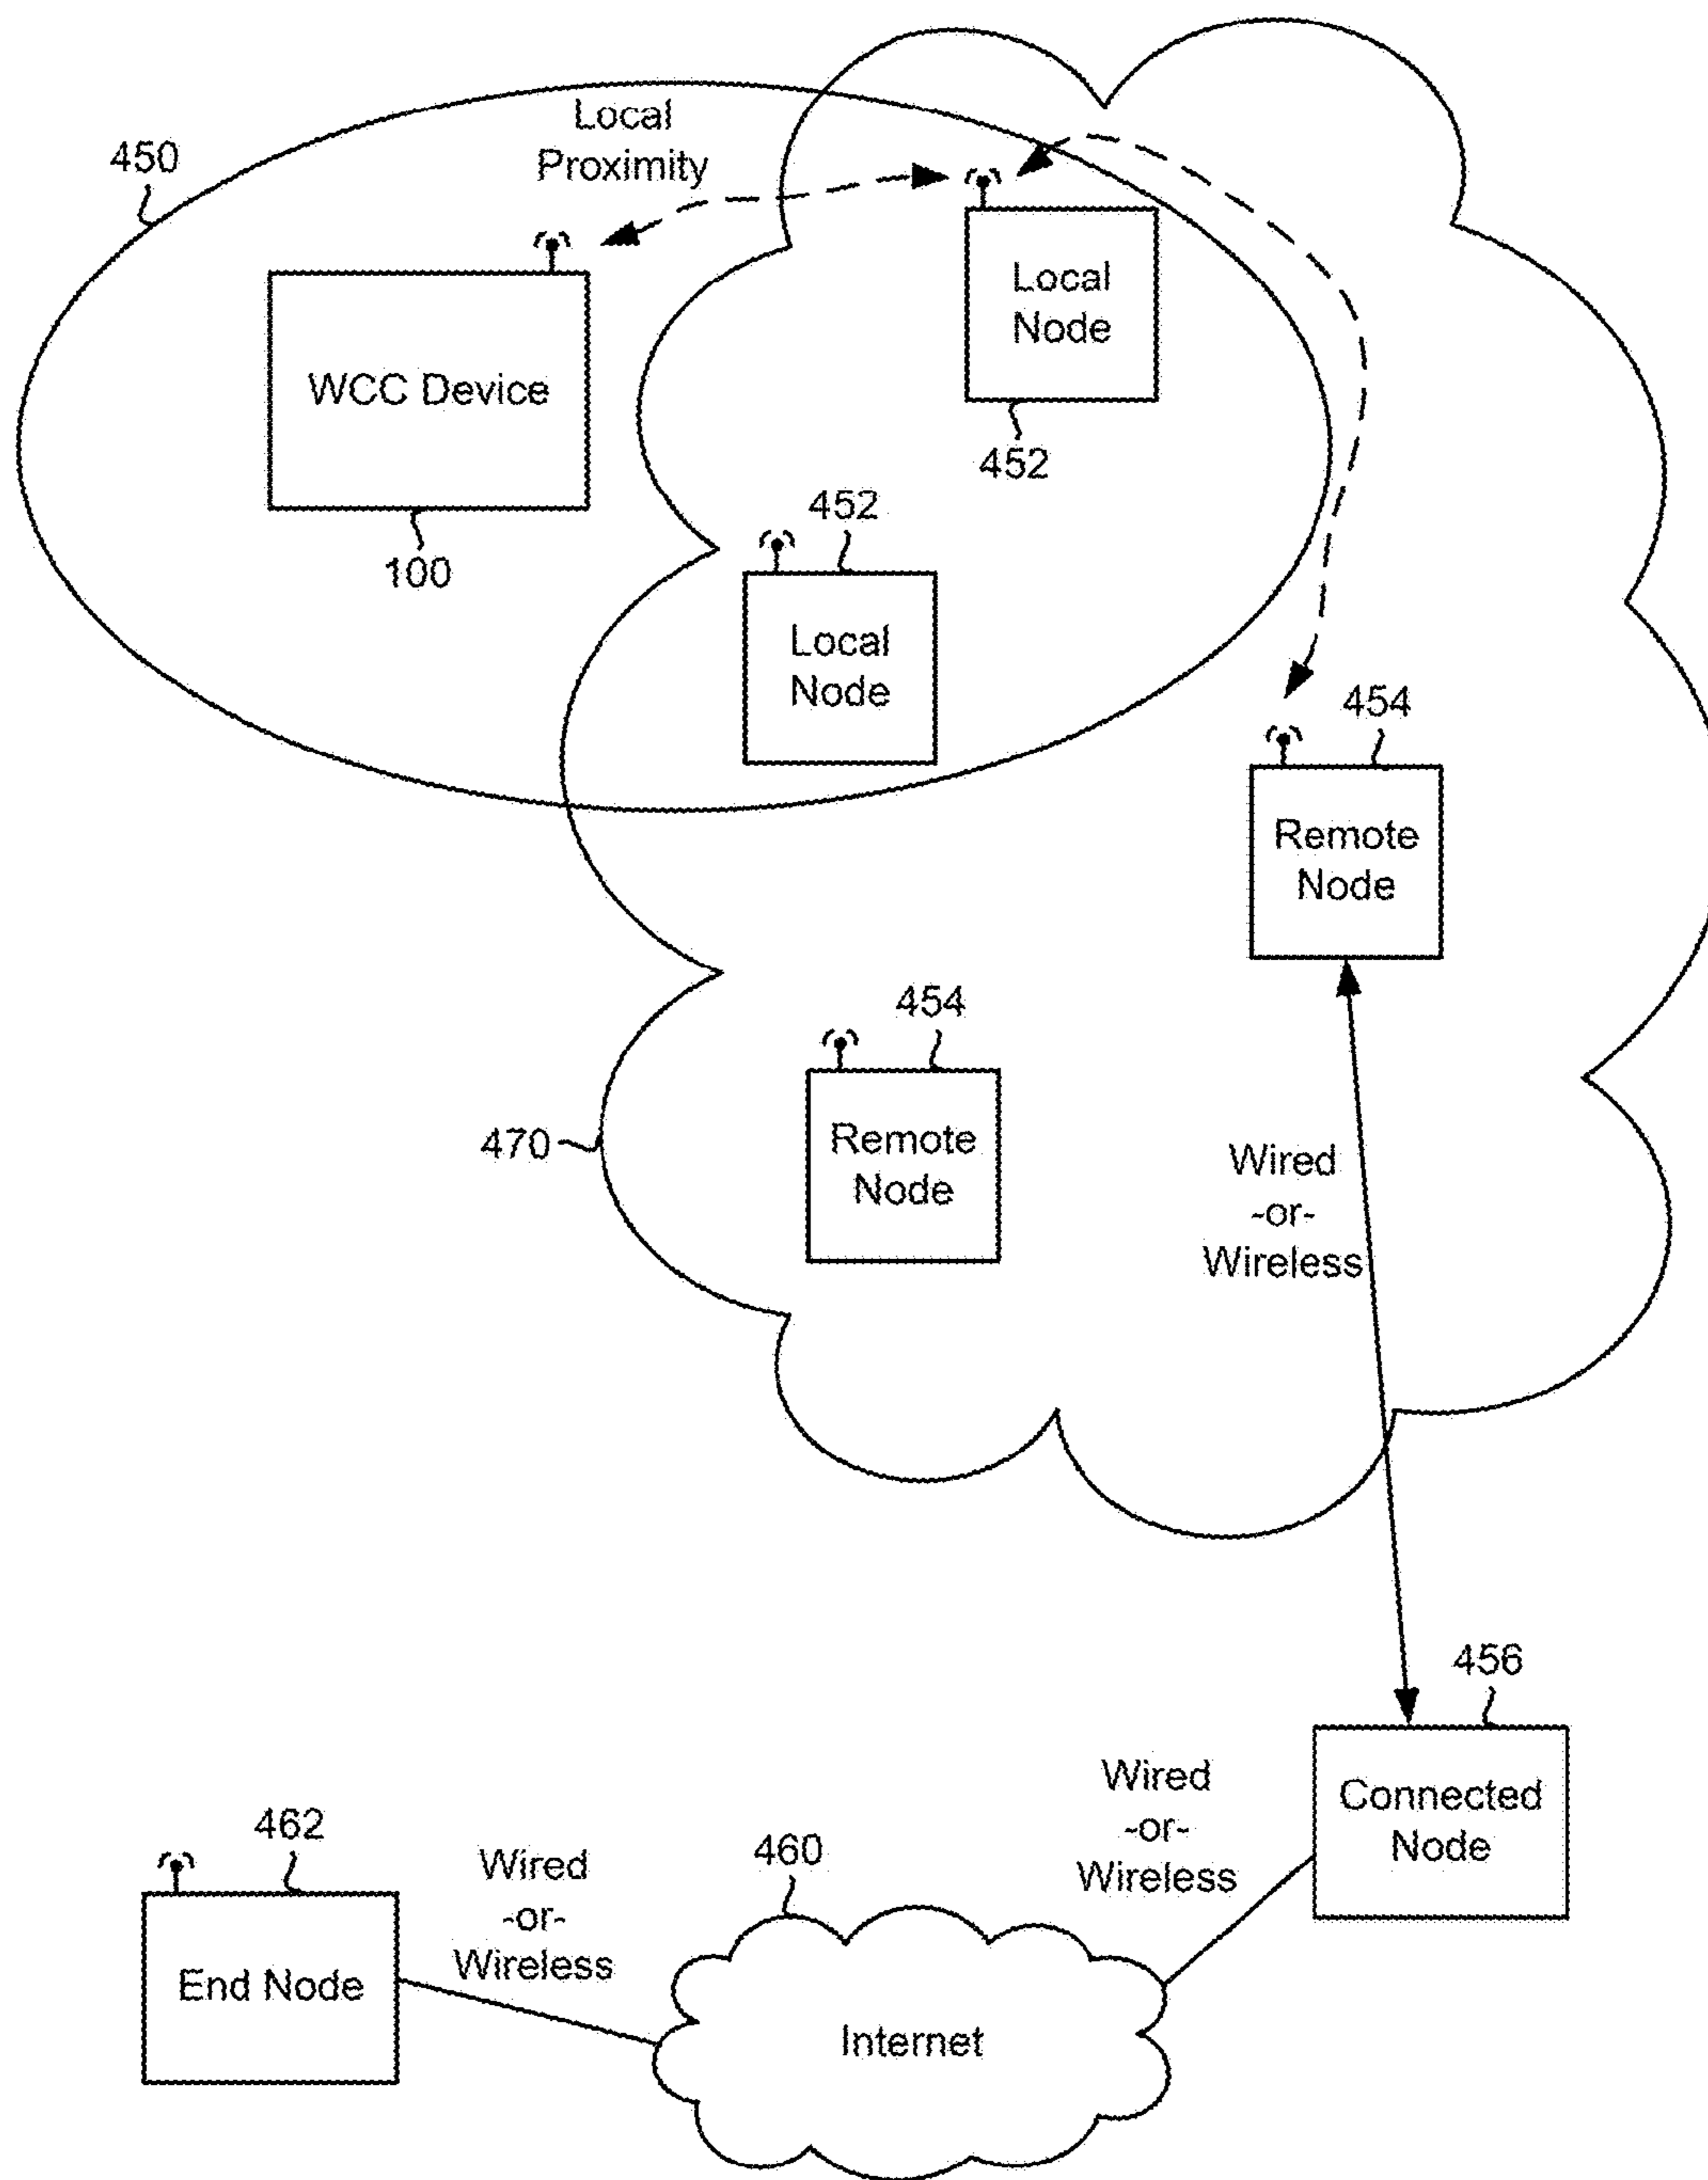 Local
Proximity
450
Local
Node
WCC Device
452
452
100
Local
Node
454
Remote
Node
454
Remote
Node
470
Wired
-or-
Wireless
456
Connected
Node
Wired
-or-
Wireless
462
Wired
-or-
Wireless
460
End Node
Internet